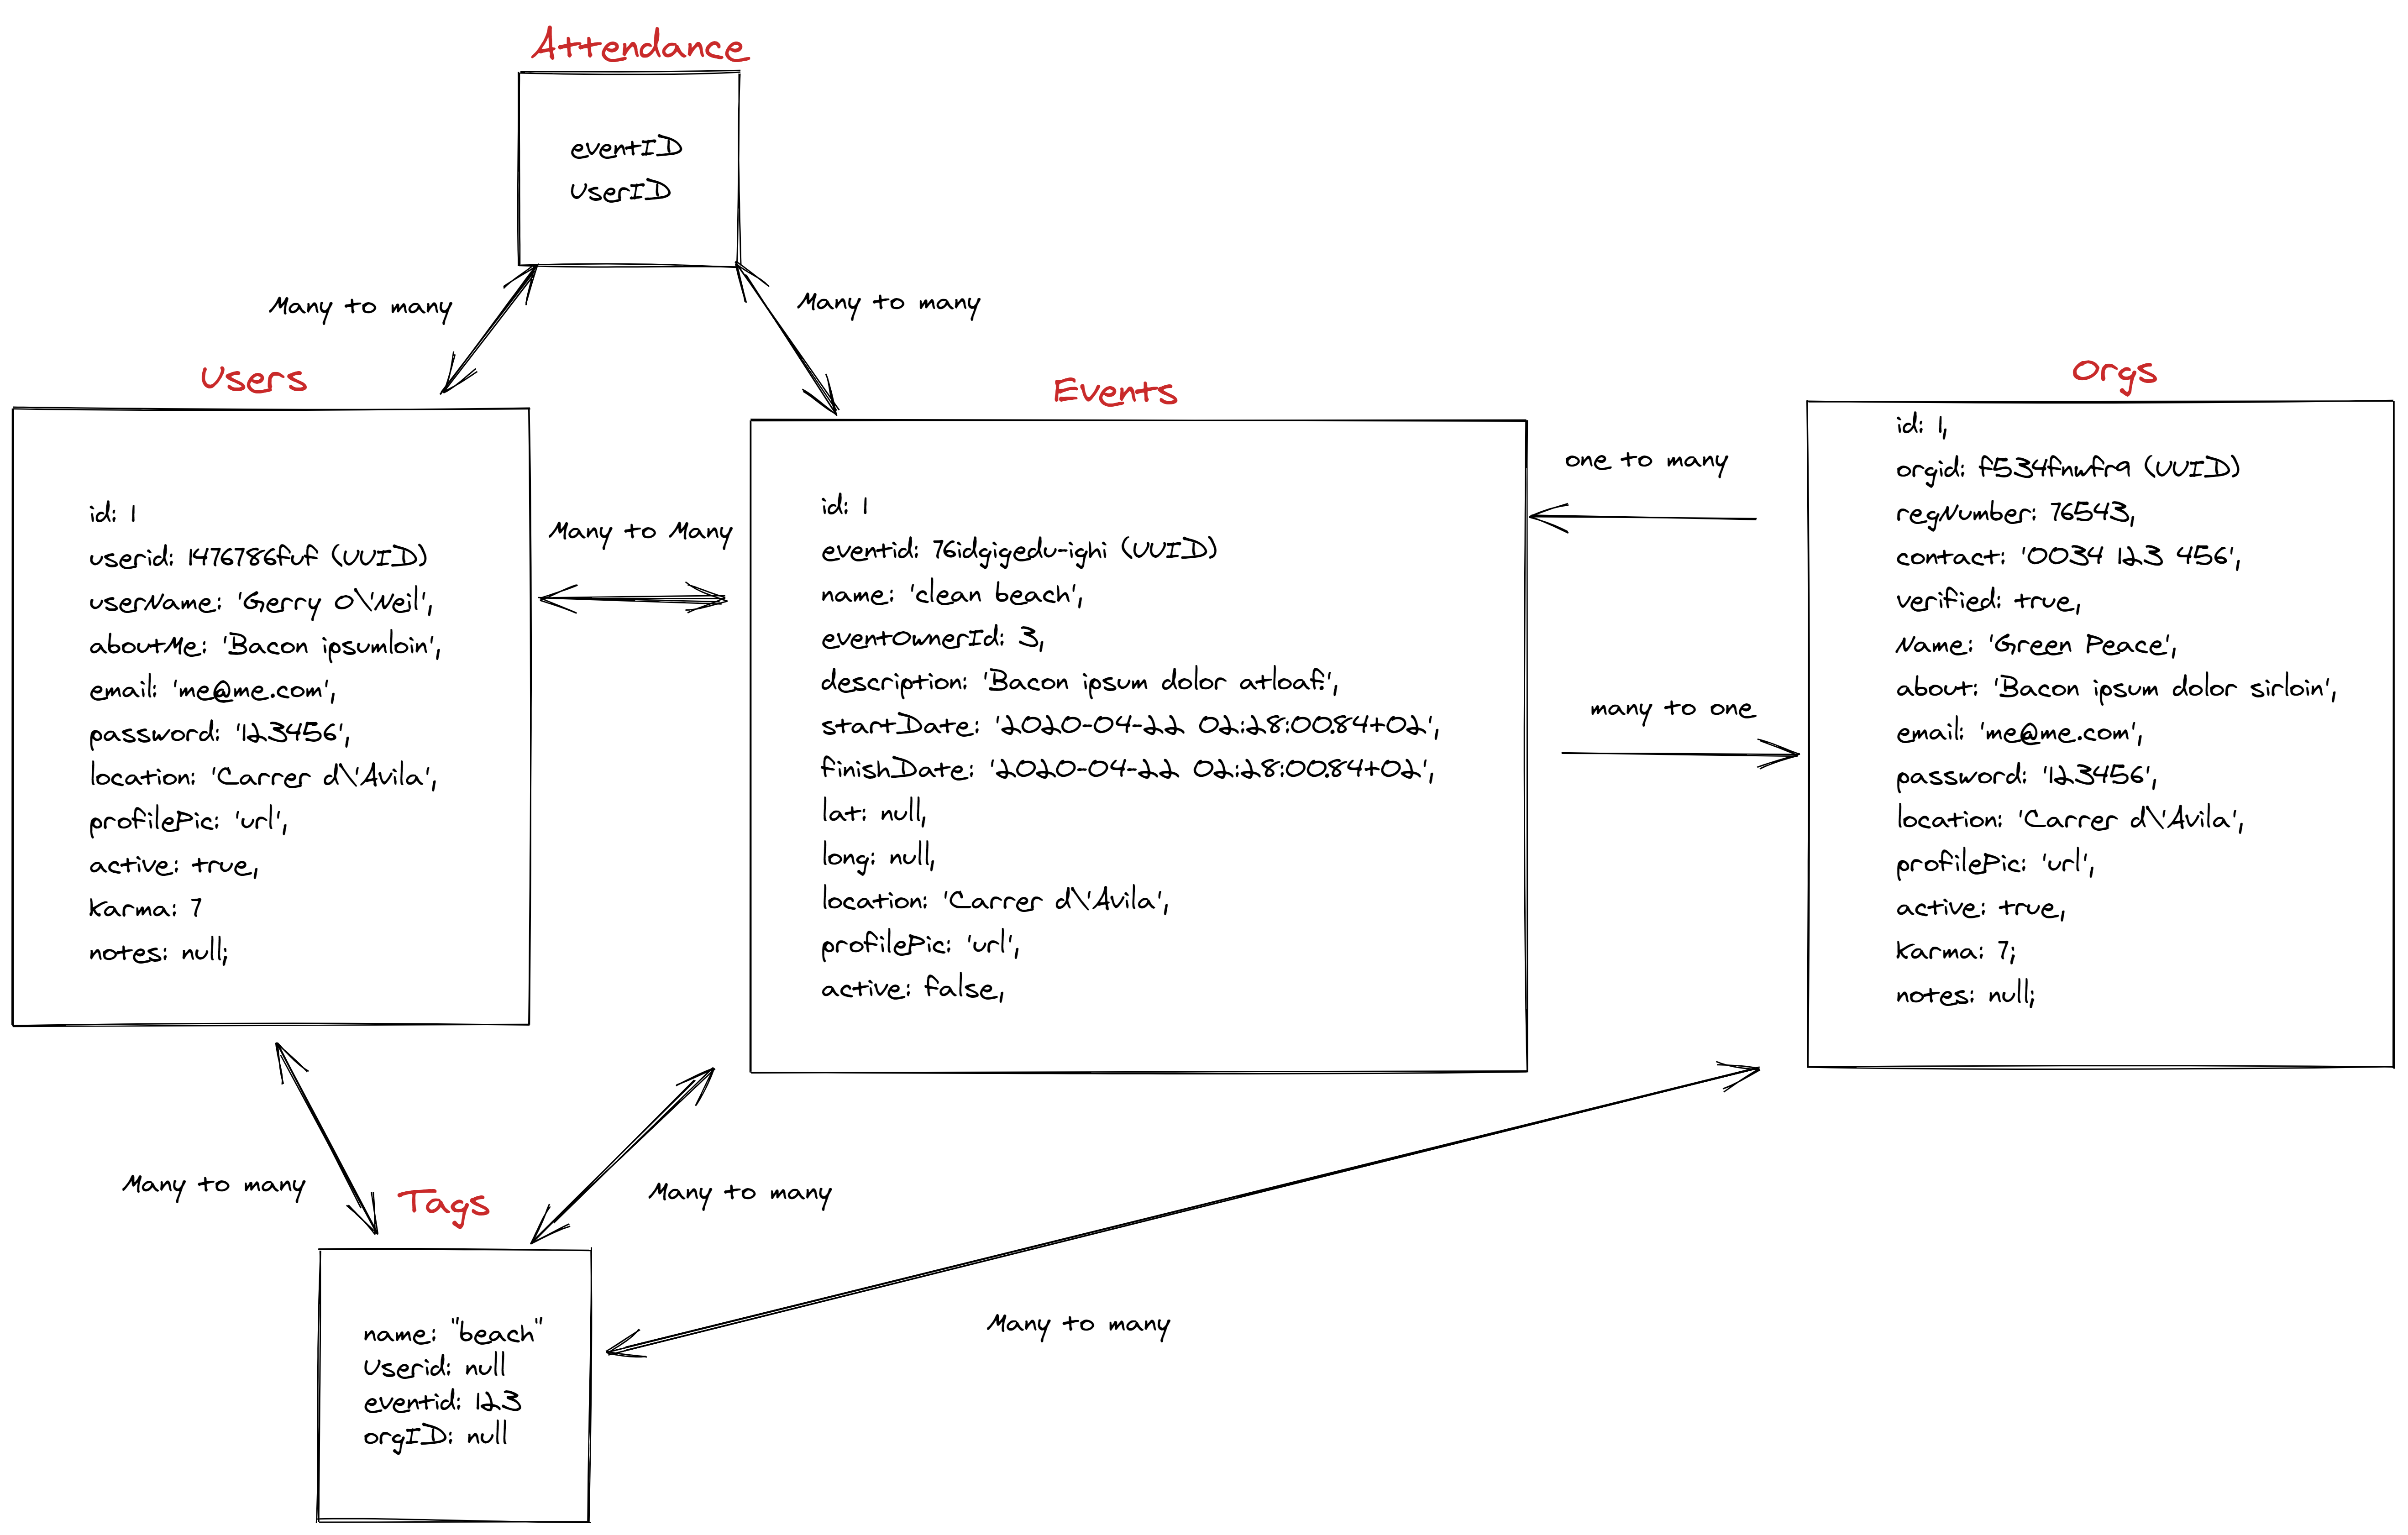 Attendance
eventID
UserID
Many to many
Many to many
Users
id: 1
userid: 1476786fuf (UUID)
userName: 'Gerry O\'Neil',
aboutMe: 'Bacon ipsumloin',
email: 'me@me.com',
password: '123456',
location: 'Carrer d\'Avila',
profilePic: 'url',
active: true,
Karma: 7
notes: null;
Many to Many
Events
id: 1
eventid: 76idgigedu-ighi (UUID)
name: 'clean beach',
eventOwnerId: 3,
description: 'Bacon ipsum dolor atloaf.',
startDate: '2020-04-22 02:28:00.84+02',
finishDate: '2020-04-22 02:28:00.84+02',
lat: null,
long: null,
location: 'Carrer d\'Avila',
profilePic: 'url',
active: false,
one to many
many to one
Orgs
id: 1,
orgid: f534fnwfr9 (UUID)
regNumber: 76543,
contact: '0034 123 456',
verified: true,
Name: 'Green Peace',
about: 'Bacon ipsum dolor sirloin',
email: 'me@me.com',
password: '123456',
location: 'Carrer d\'Avila',
profilePic: 'url',
active: true,
Karma: 7;
notes: null;
Many to many
Many to many
Many to many
Tags
name: "beach"
Userid: null
eventid: 123
orgID: null